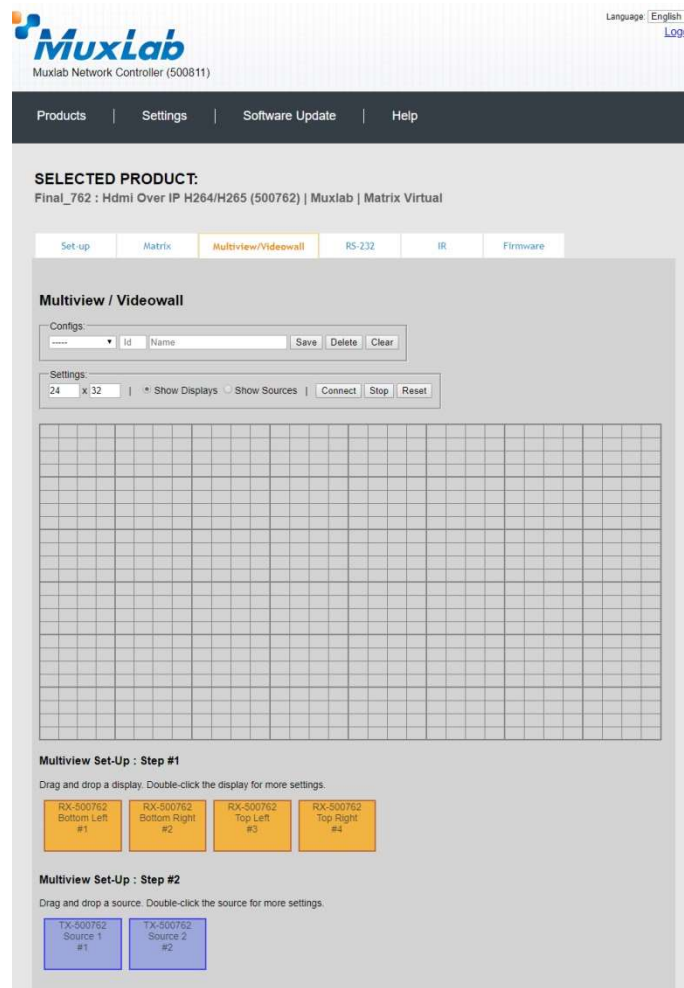 Language: English
MuxLab
Muxlab Network Controller (500811)
Products | Settings | Software Update | Help
SELECTED PRODUCT:
Final_762 : Hdmi Over IP H264/H265 (500762) | Muxlab | Matrix Virtual
Set-up Matrix Multiview/Videowall RS-232 IR Firmware
Multiview / Videowall
Configs:
----- Id Name Save Delete Clear
Settings:
24 x 32 | Show Displays Show Sources | Connect Stop Reset
Multiview Set-Up : Step #1
Drag and drop a display. Double-click the display for more settings.
RX-500762 RX-500762 RX-500762 RX-500762
Bottom Left Bottom Right Top Left Top Right
#1 #2 #3 #4
Multiview Set-Up : Step #2
Drag and drop a source. Double-click the source for more settings.
TX-500762 TX-500762
Source 1 Source 2
#1 #2